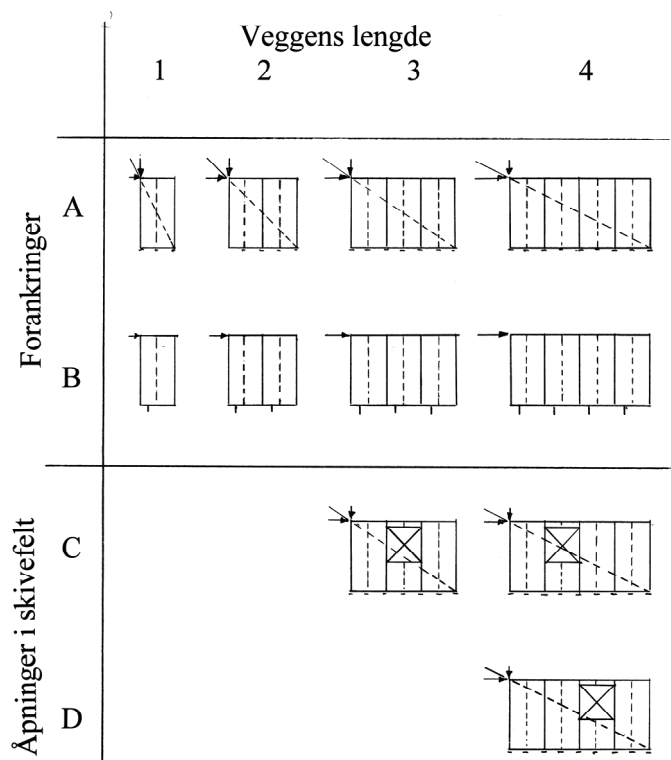 Veggens lengde
1 2 3 4
Forankringer
A
B
Åpninger i skivefelt
C
D